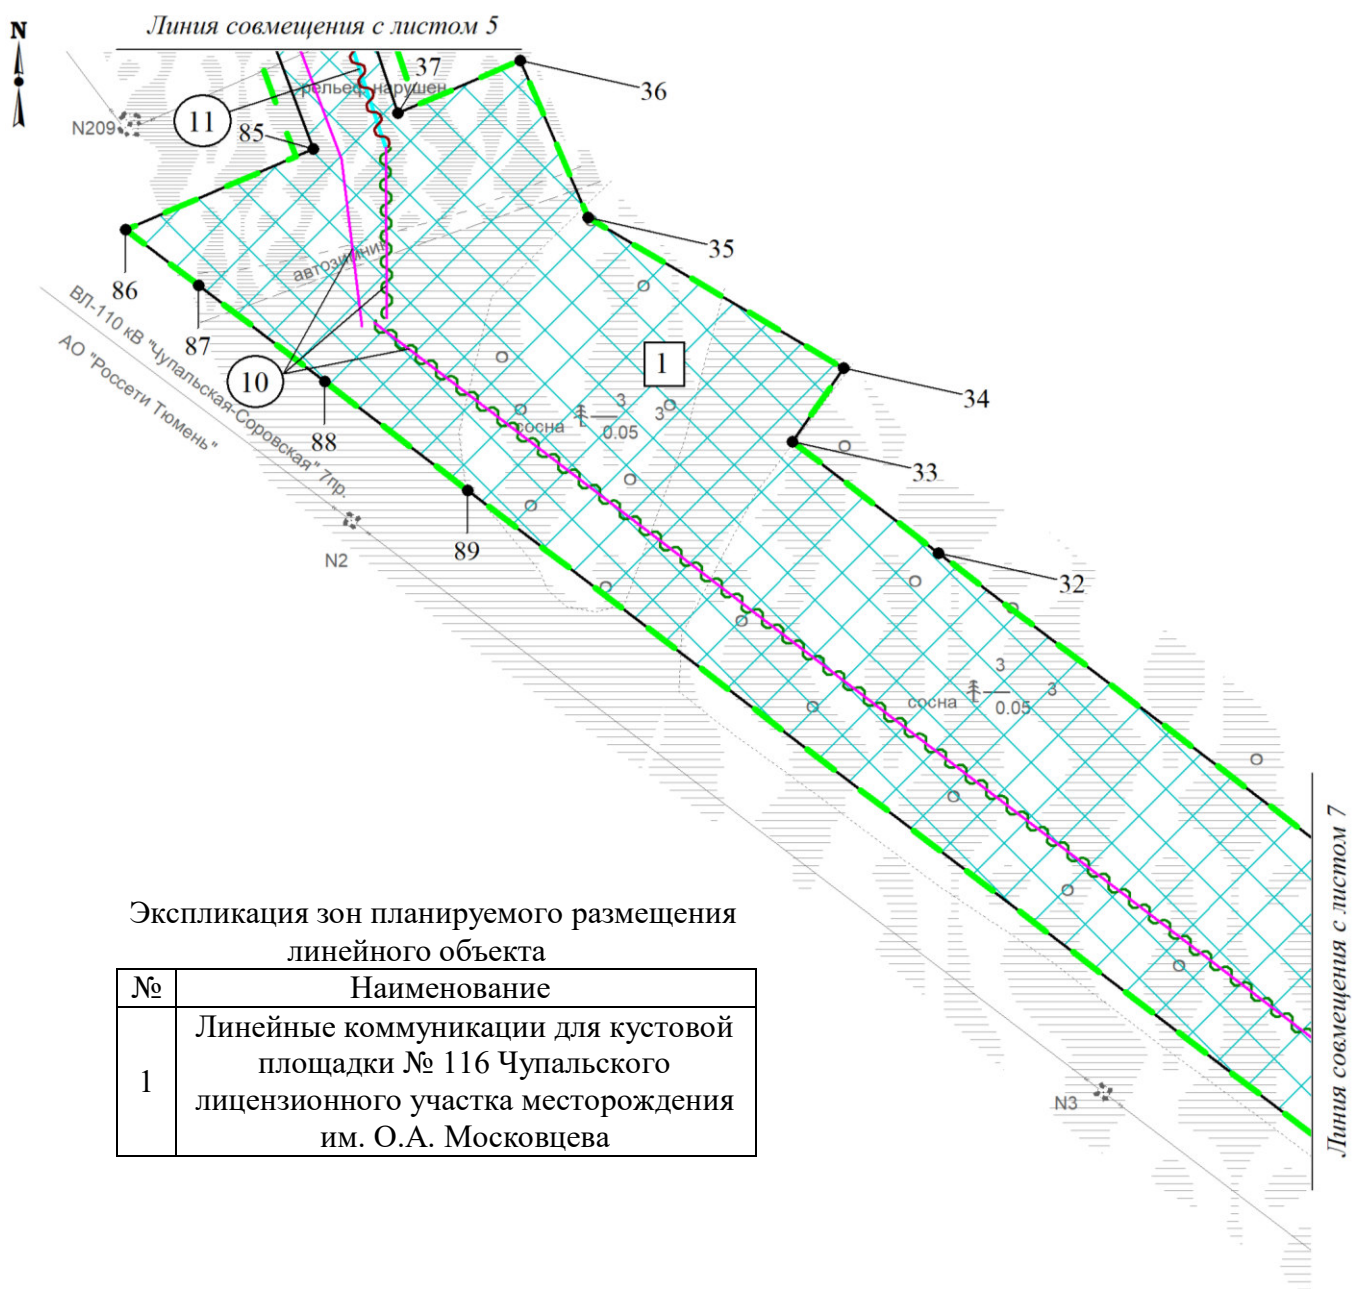 Линия совмещения с листом 5
N
37
36
рельеф нарушен
11
N209
85
35
автозимник
86
87
1
ВЛ-110 кВ "Чупальская-Соровская" 7пр.
АО "Россети Тюмень"
10
34
3
сосна
0.05
3
88
33
89
N2
32
3
сосна
0.05
3
Линия совмещения с листом 7
Экспликация зон планируемого размещения
линейного объекта
№ Наименование
1
Линейные коммуникации для кустовой
площадки № 116 Чупальского
лицензионного участка месторождения
им. О.А. Московцева
N3